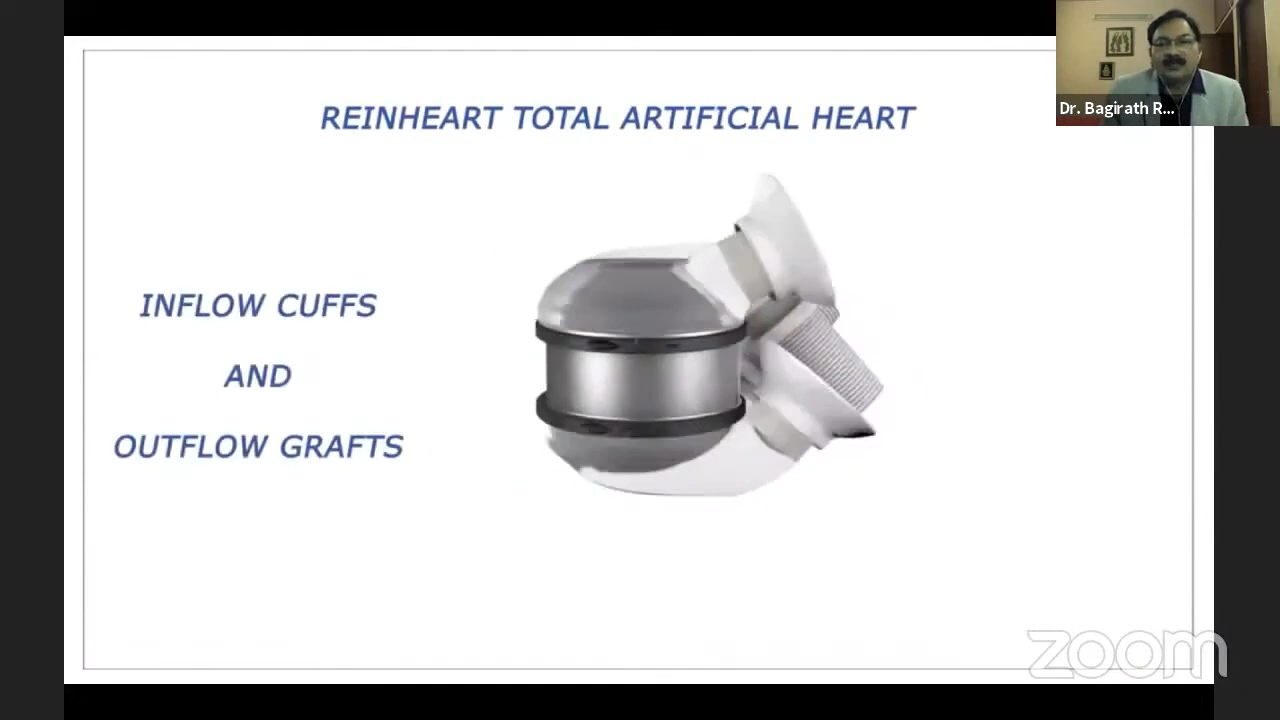 REINHEART TOTAL ARTIFICIAL HEART
INFLOW CUFFS
AND
OUTFLOW GRAFTS
Dr. Bagirath R...
zoom